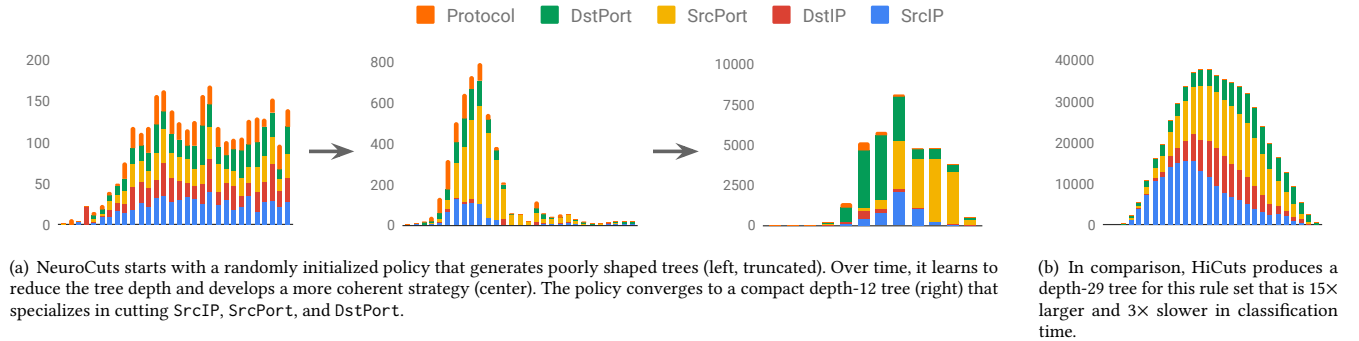 Protocol DstPort SrcPort DstIP SrcIP
200
150
100
50
0
800
600
400
200
0
10000
7500
5000
2500
0
40000
30000
20000
10000
0
(a) NeuroCuts starts with a randomly initialized policy that generates poorly shaped trees (left, truncated). Over time, it learns to
reduce the tree depth and develops a more coherent strategy (center). The policy converges to a compact depth-12 tree (right) that
specializes in cutting SrcIP, SrcPort, and DstPort.
(b) In comparison, HiCuts produces a
depth-29 tree for this rule set that is 15×
larger and 3× slower in classification
time.